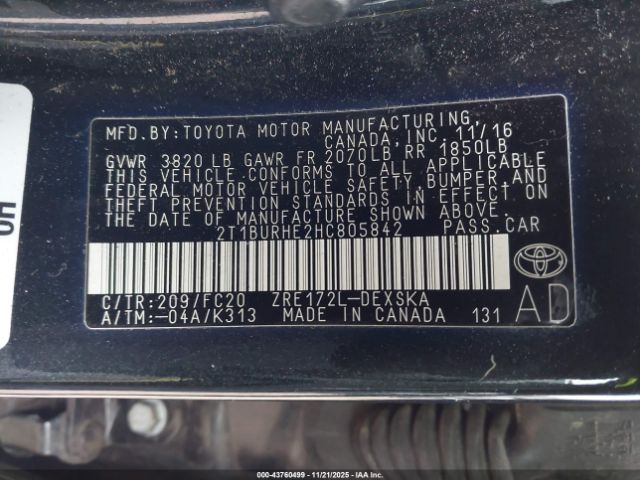 MFD.BY:TOYOTA MOTOR MANUFACTURING,
CANADA, INC. 11/16
GVWR 3820 LB GAWR FR 2070LB RR 1850LB
THIS VEHICLE CONFORMS TO ALL APPLICABLE
FEDERAL MOTOR VEHICLE SAFETY, BUMPER, AND
THEFT PREVENTION STANDARDS IN EFFECT ON
THE DATE OF MANUFACTURE SHOWN ABOVE.
2T1BURHE2HC805842 PASS.CAR
C/TR:209/FC20 ZRE172L-DEXSKA
A/TM:-04A/K313 MADE IN CANADA 131
AD
000-43760499 - 11/21/2025 - IAA Inc.